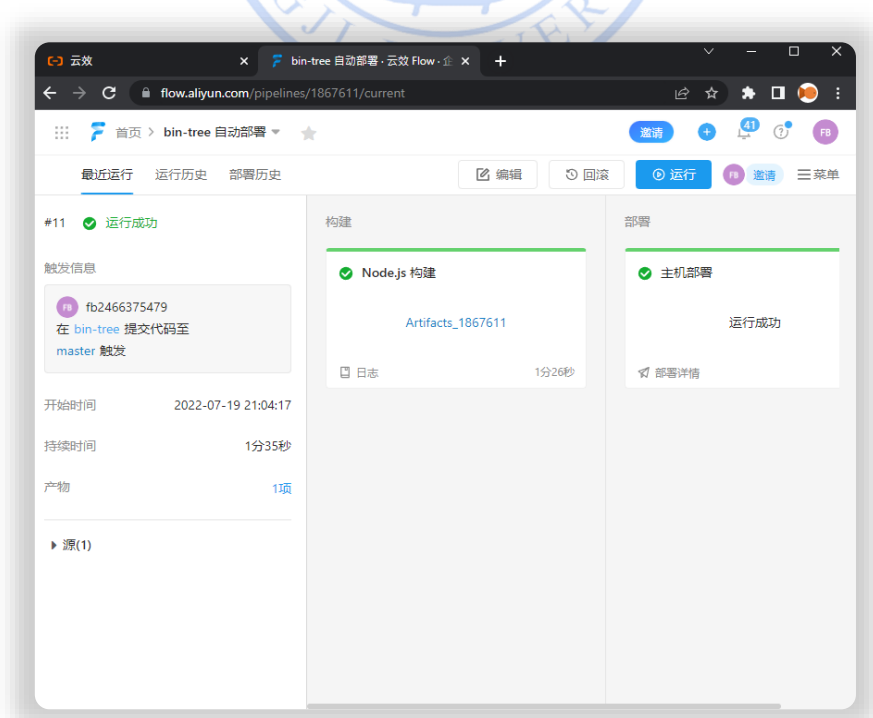 云效
bin-tree 自动部署 · 云效 Flow · 企
flow.aliyun.com/pipelines/1867611/current
首页 > bin-tree 自动部署
邀请
41
FB
最近运行 运行历史 部署历史
编辑 回滚 运行 FB 邀请 菜单
#11 运行成功
触发信息
FB fb2466375479
在 bin-tree 提交代码至
master 触发
开始时间 2022-07-19 21:04:17
持续时间 1分35秒
产物 1项
源(1)
构建
Node.js 构建
Artifacts_1867611
日志 1分26秒
部署
主机部署
运行成功
部署详情